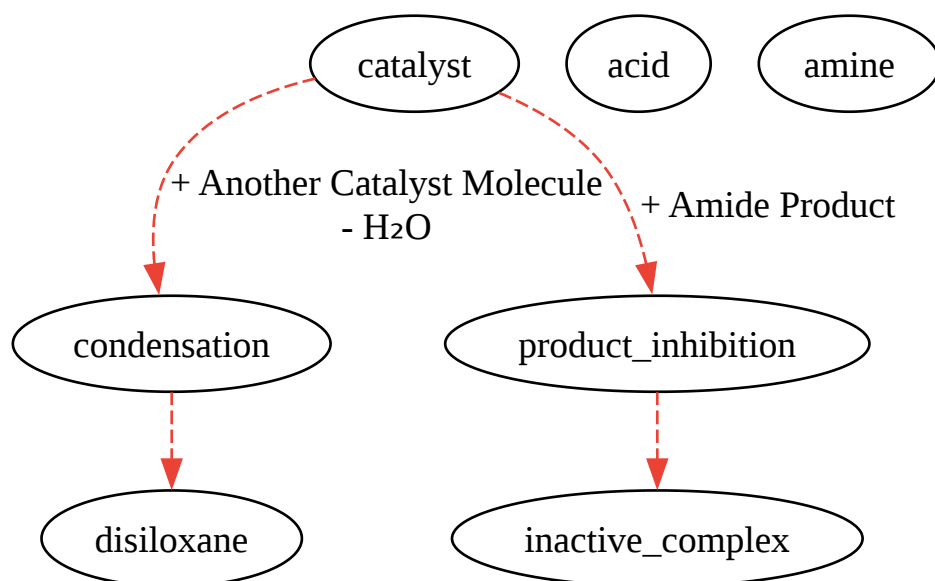 catalyst
acid
amine
+ Another Catalyst Molecule
- H₂O
+ Amide Product
condensation
product_inhibition
disiloxane
inactive_complex